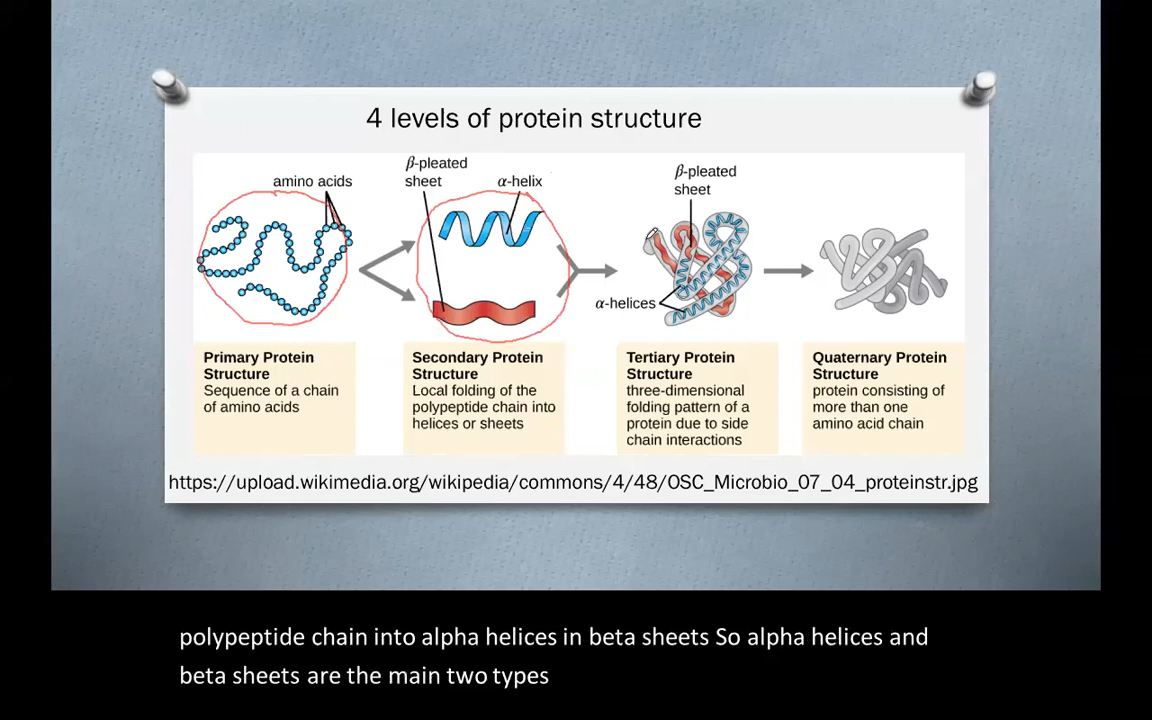 4 levels of protein structure
amino acids
β-pleated
sheet
α-helix
β-pleated
sheet
α-helices
Primary Protein
Structure
Sequence of a chain
of amino acids
Secondary Protein
Structure
Local folding of the
polypeptide chain into
helices or sheets
Tertiary Protein
Structure
three-dimensional
folding pattern of a
protein due to side
chain interactions
Quaternary Protein
Structure
protein consisting of
more than one
amino acid chain
https://upload.wikimedia.org/wikipedia/commons/4/48/OSC_Microbio_07_04_proteinstr.jpg
polypeptide chain into alpha helices in beta sheets So alpha helices and
beta sheets are the main two types